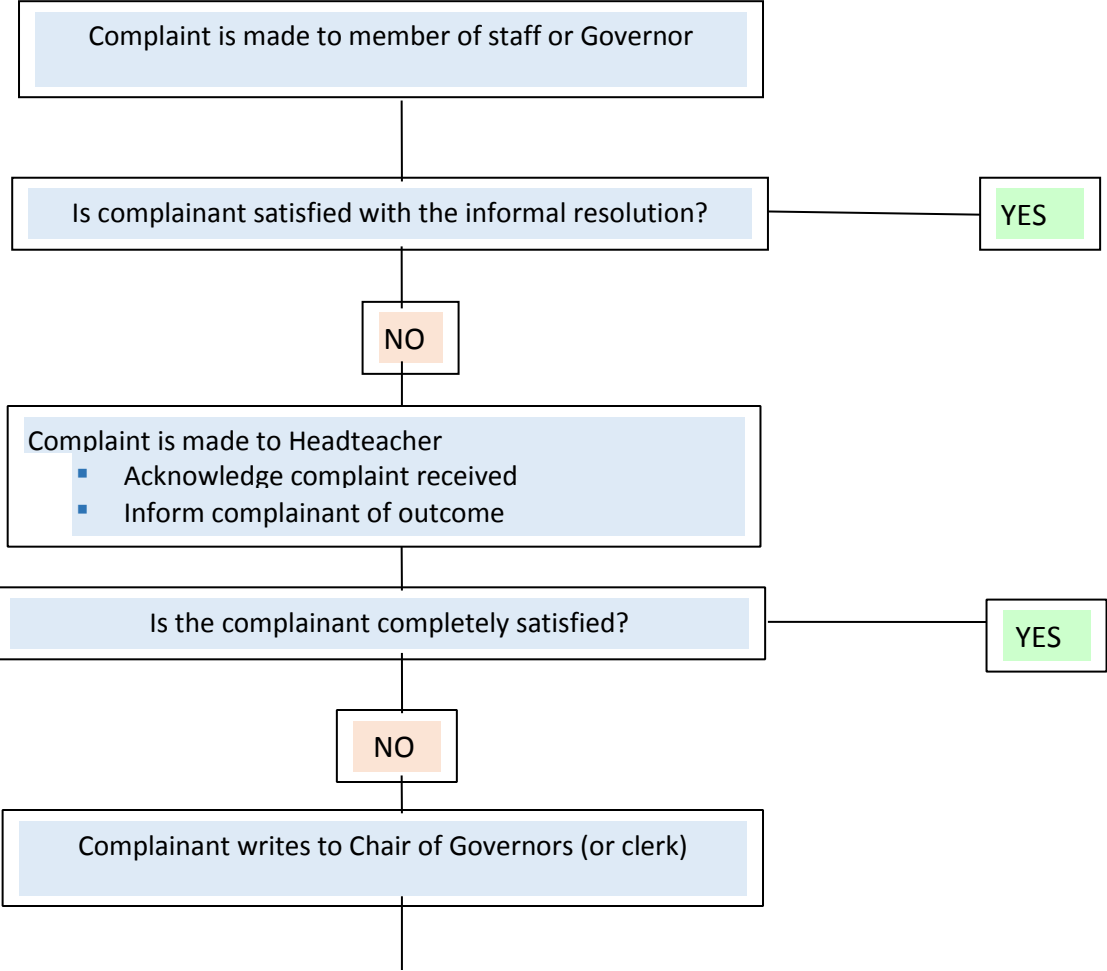 Complaint is made to member of staff or Governor
Is complainant satisfied with the informal resolution?
YES
NO
Complaint is made to Headteacher
▪ Acknowledge complaint received
▪ Inform complainant of outcome
Is the complainant completely satisfied?
YES
NO
Complainant writes to Chair of Governors (or clerk)